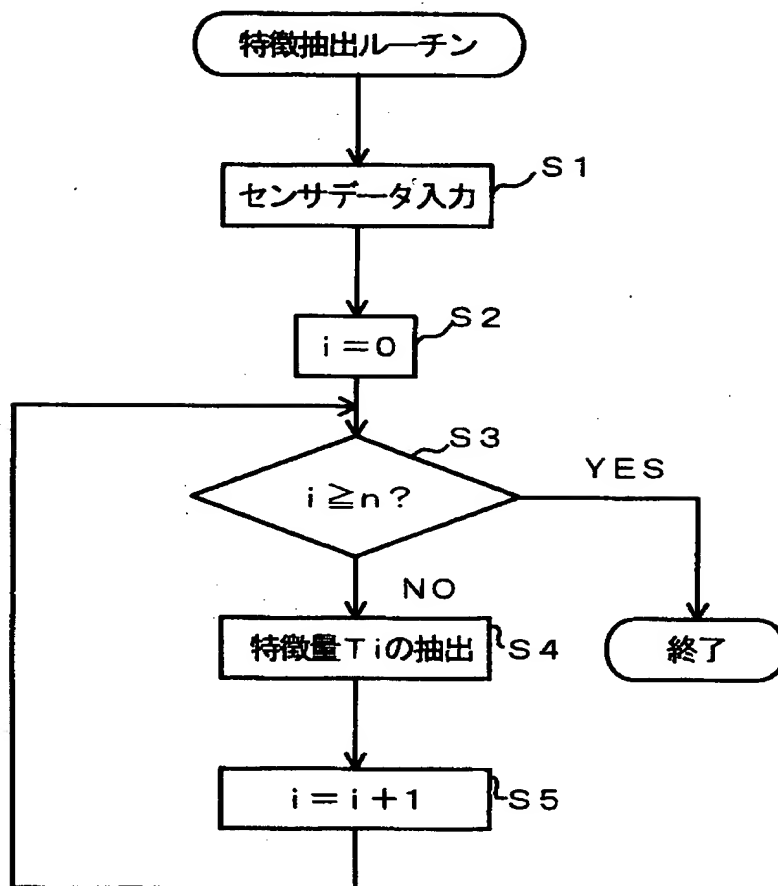 特徴抽出ルーチン
センサデータ入力
S1
i=0
S2
i≧n?
S3
YES
NO
特徴量Tiの抽出
S4
終了
i=i+1
S5